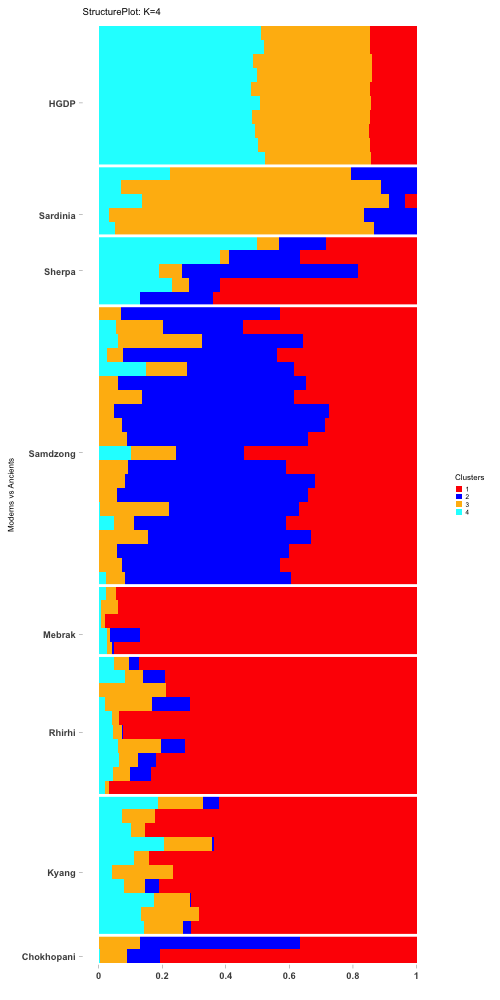 StructurePlot: K=4
HGDP
Sardinia
Sherpa
Samdzong
Mebrak
Rhirhi
Kyang
Chokhopani
Moderns vs Ancients
0 0.2 0.4 0.6 0.8 1
Clusters
1
2
3
4